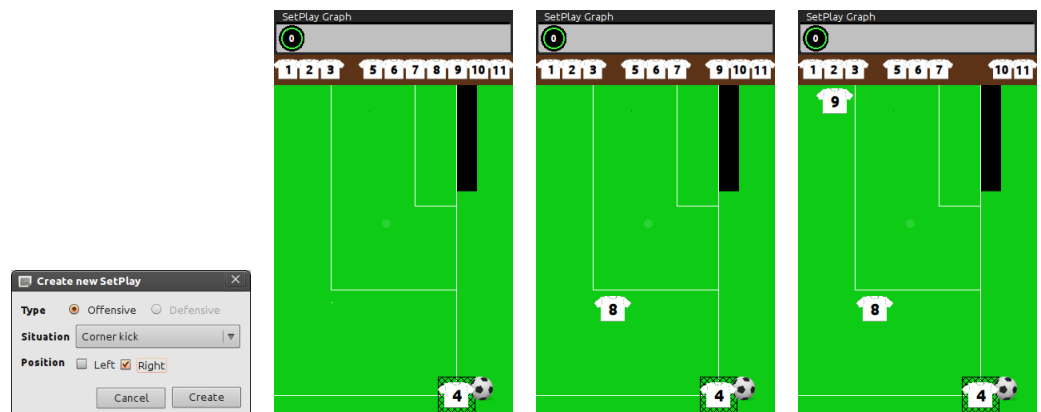 Create new SetPlay
Type Offensive Defensive
Situation Corner kick
Position Left Right
Cancel Create
SetPlay Graph
0
1 2 3 5 6 7 8 9 10 11
4
SetPlay Graph
0
1 2 3 5 6 7 9 10 11
8
4
SetPlay Graph
0
1 2 3 5 6 7 10 11
9
8
4